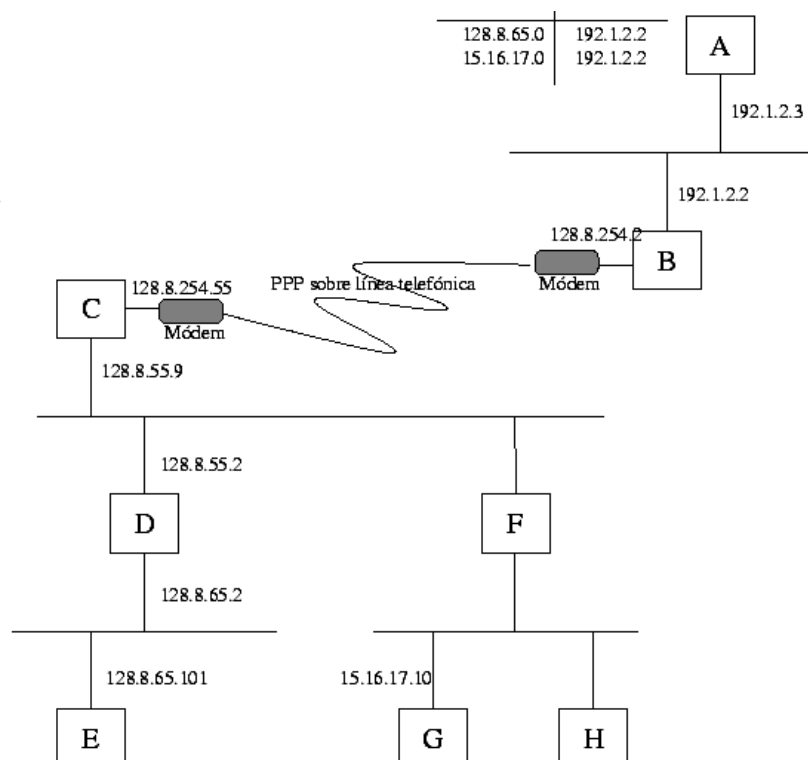 128.8.65.0 192.1.2.2
15.16.17.0 192.1.2.2
A
192.1.2.3
192.1.2.2
128.8.254.2
B
PPP sobre línea telefónica
Módem
128.8.254.55
C
Módem
128.8.55.9
128.8.55.2
D
F
128.8.65.2
128.8.65.101
15.16.17.10
E
G
H